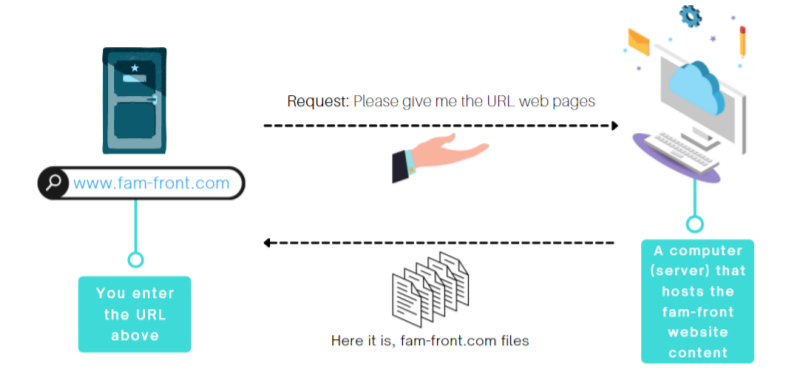 Request: Please give me the URL web pages
www.fam-front.com
You enter
the URL
above
A computer
(server) that
hosts the
fam-front
website
content
Here it is, fam-front.com files